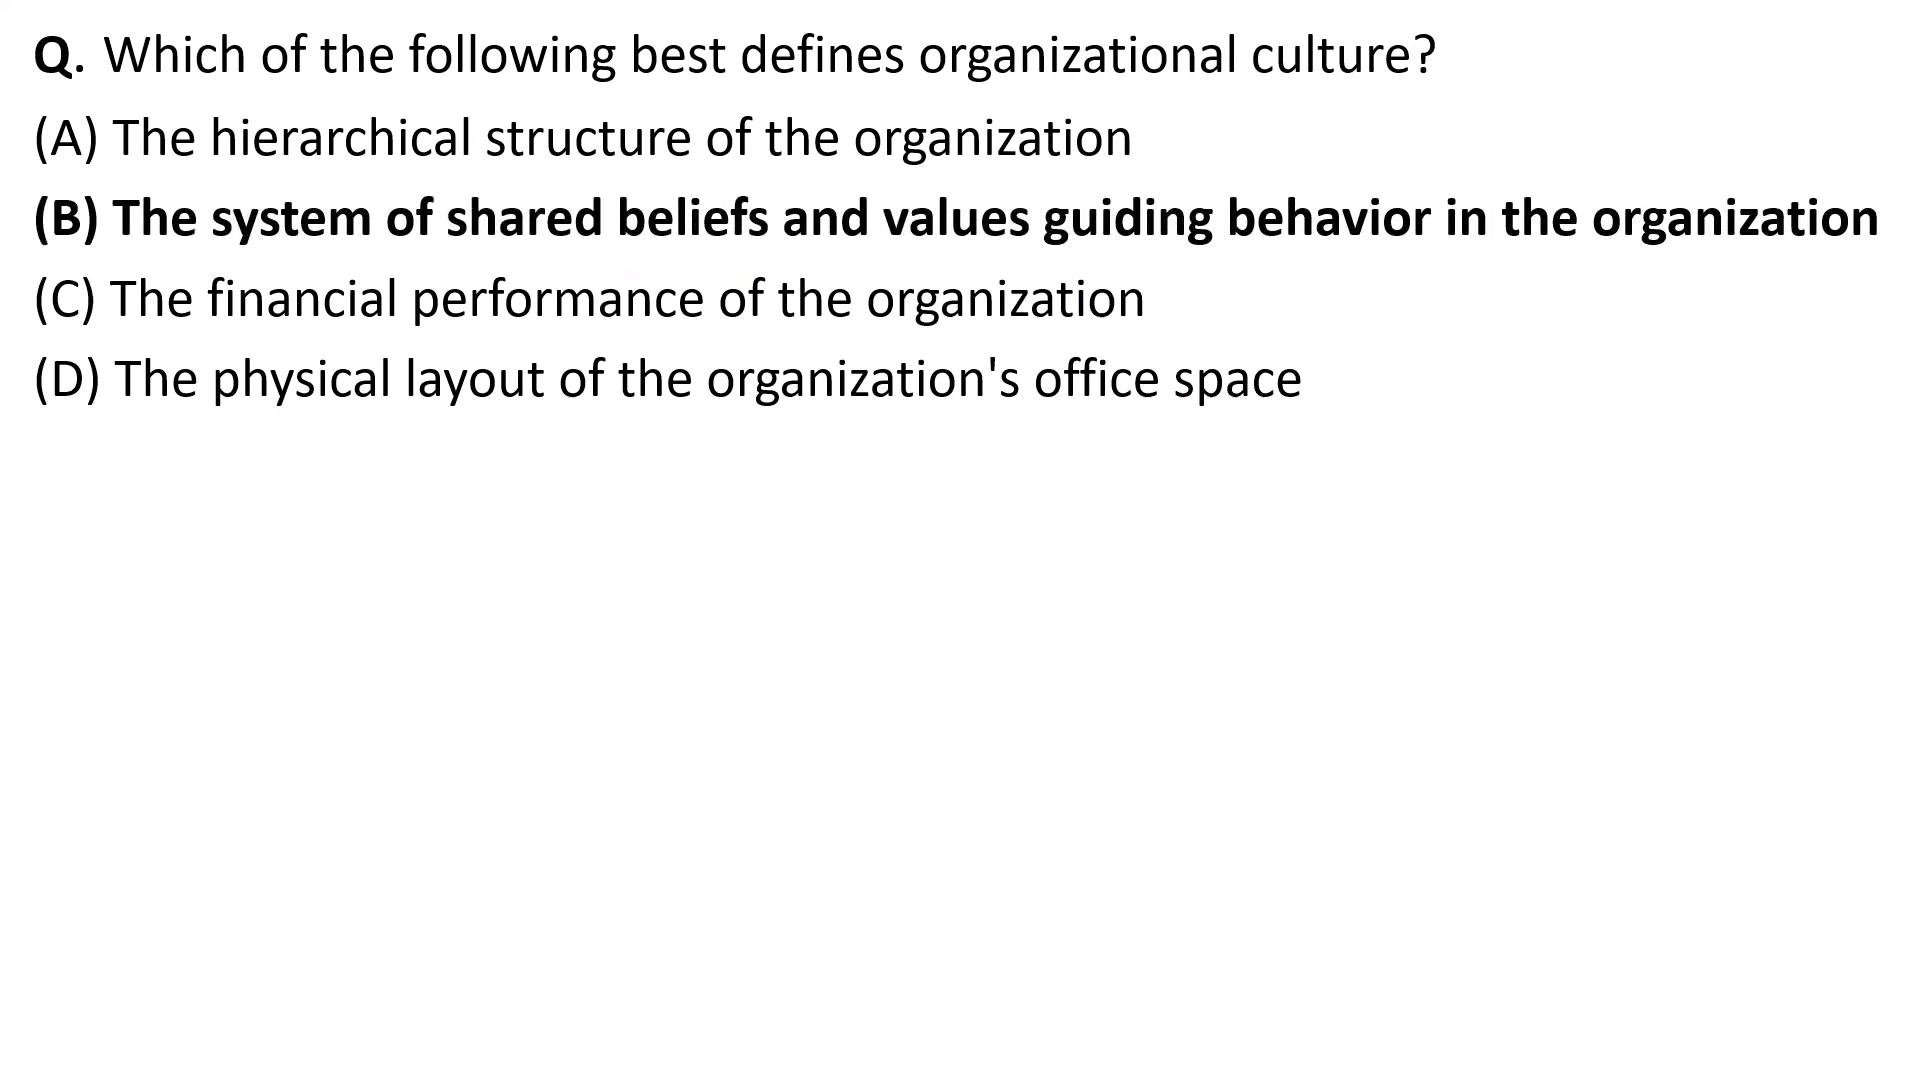 Q. Which of the following best defines organizational culture?
(A) The hierarchical structure of the organization
(B) The system of shared beliefs and values guiding behavior in the organization
(C) The financial performance of the organization
(D) The physical layout of the organization's office space